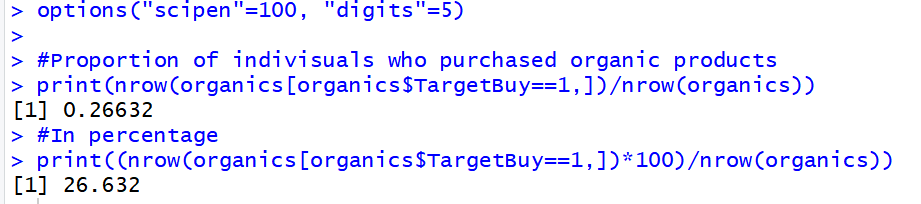 > options("scipen"=100, "digits"=5)
>
> #Proportion of indivisuals who purchased organic products
> print(nrow(organics[organics$TargetBuy==1,])/nrow(organics))
[1] 0.26632
> #In percentage
> print((nrow(organics[organics$TargetBuy==1,])*100)/nrow(organics))
[1] 26.632